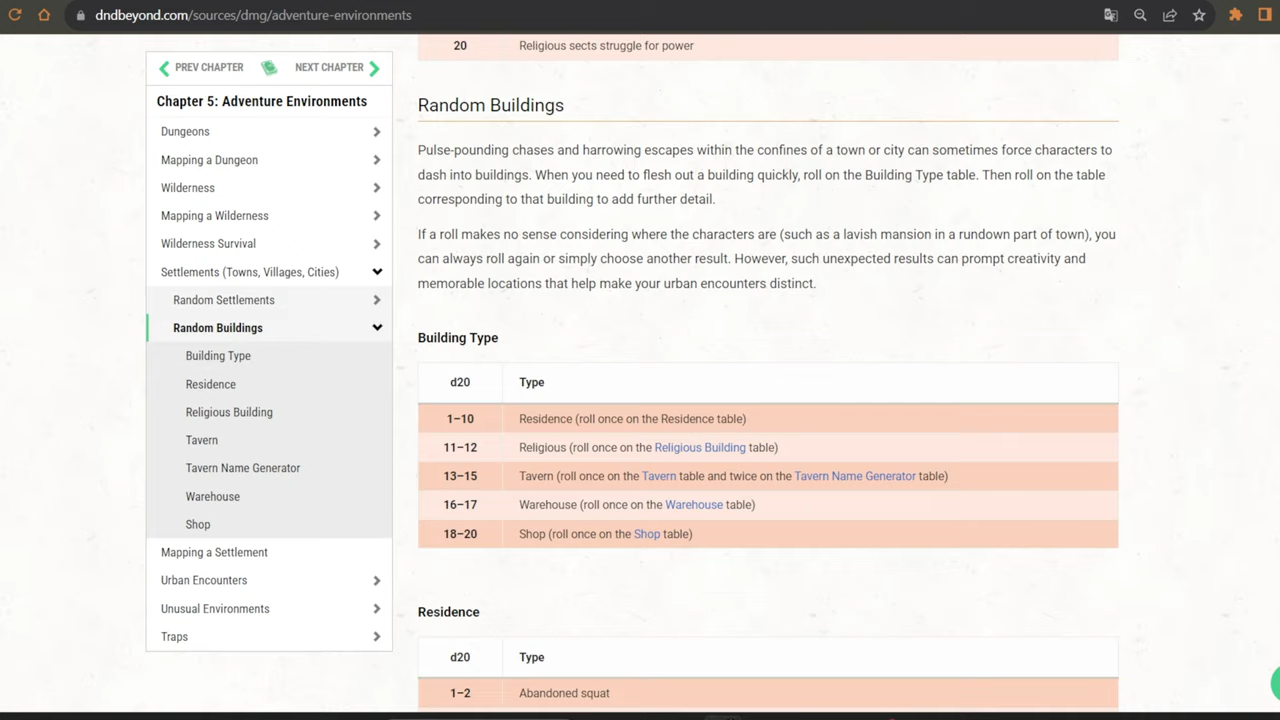 dndbeyond.com/sources/dmg/adventure-environments
PREV CHAPTER
NEXT CHAPTER
Chapter 5: Adventure Environments
Dungeons
Mapping a Dungeon
Wilderness
Mapping a Wilderness
Wilderness Survival
Settlements (Towns, Villages, Cities)
Random Settlements
Random Buildings
Building Type
Residence
Religious Building
Tavern
Tavern Name Generator
Warehouse
Shop
Mapping a Settlement
Urban Encounters
Unusual Environments
Traps
20 Religious sects struggle for power
Random Buildings
Pulse-pounding chases and harrowing escapes within the confines of a town or city can sometimes force characters to
dash into buildings. When you need to flesh out a building quickly, roll on the Building Type table. Then roll on the table
corresponding to that building to add further detail.
If a roll makes no sense considering where the characters are (such as a lavish mansion in a rundown part of town), you
can always roll again or simply choose another result. However, such unexpected results can prompt creativity and
memorable locations that help make your urban encounters distinct.
Building Type
d20 Type
1–10 Residence (roll once on the Residence table)
11–12 Religious (roll once on the Religious Building table)
13–15 Tavern (roll once on the Tavern table and twice on the Tavern Name Generator table)
16–17 Warehouse (roll once on the Warehouse table)
18–20 Shop (roll once on the Shop table)
Residence
d20 Type
1–2 Abandoned squat